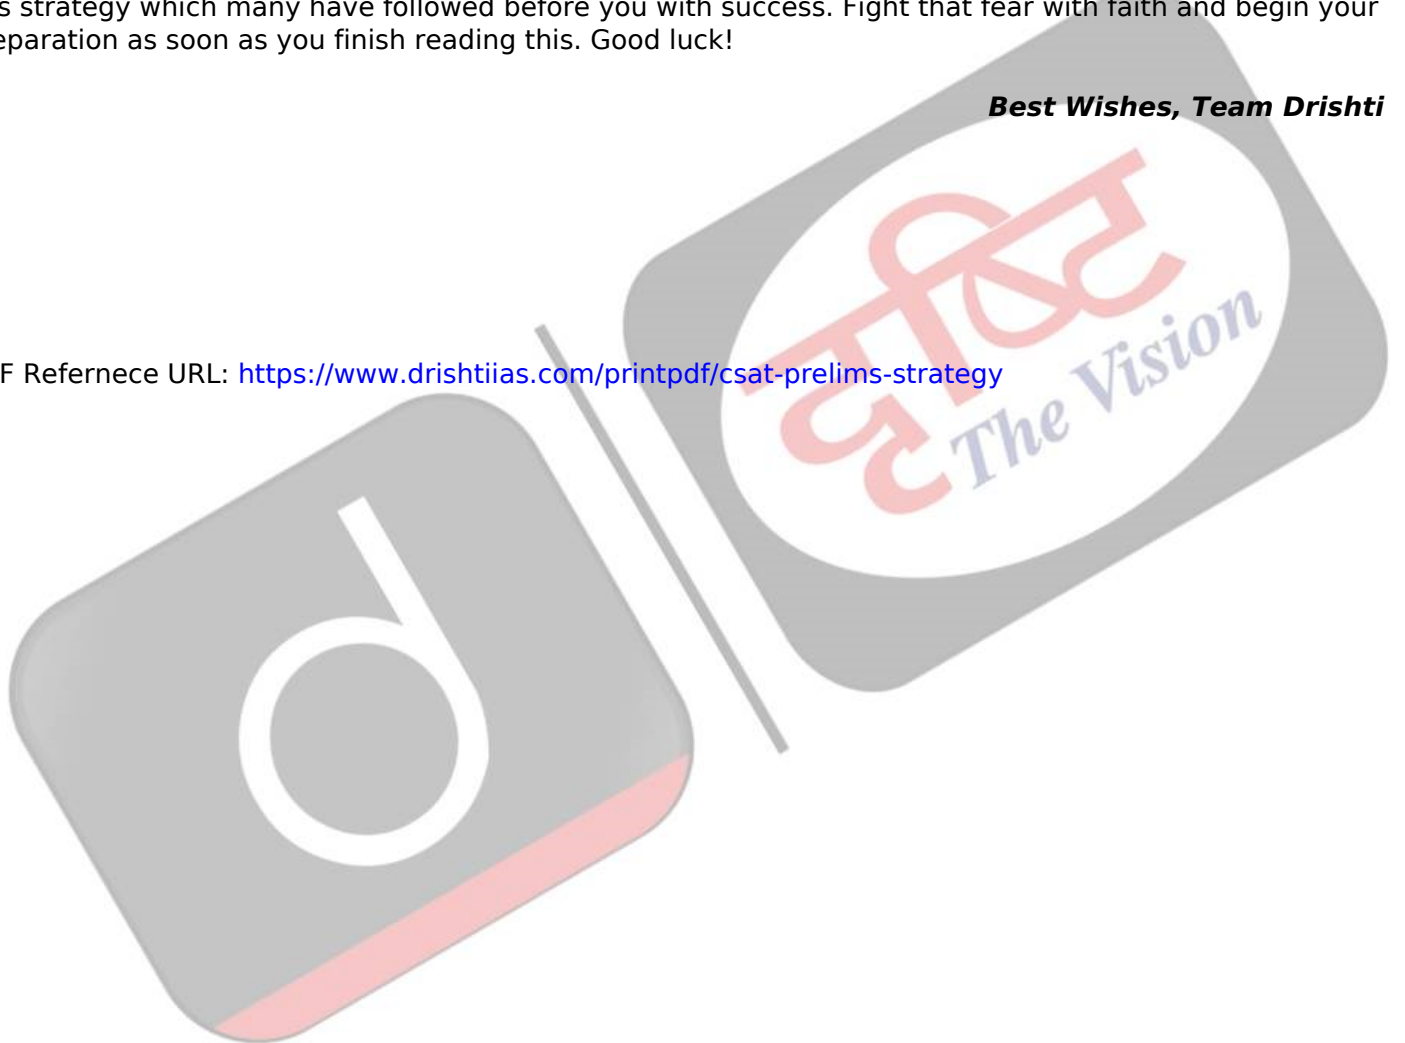 s strategy which many have followed before you with success. Fight that fear with faith and begin your
eparation as soon as you finish reading this. Good luck!
Best Wishes, Team Drishti
F Refernece URL: https://www.drishtiias.com/printpdf/csat-prelims-strategy
दृष्टि
The Vision
d